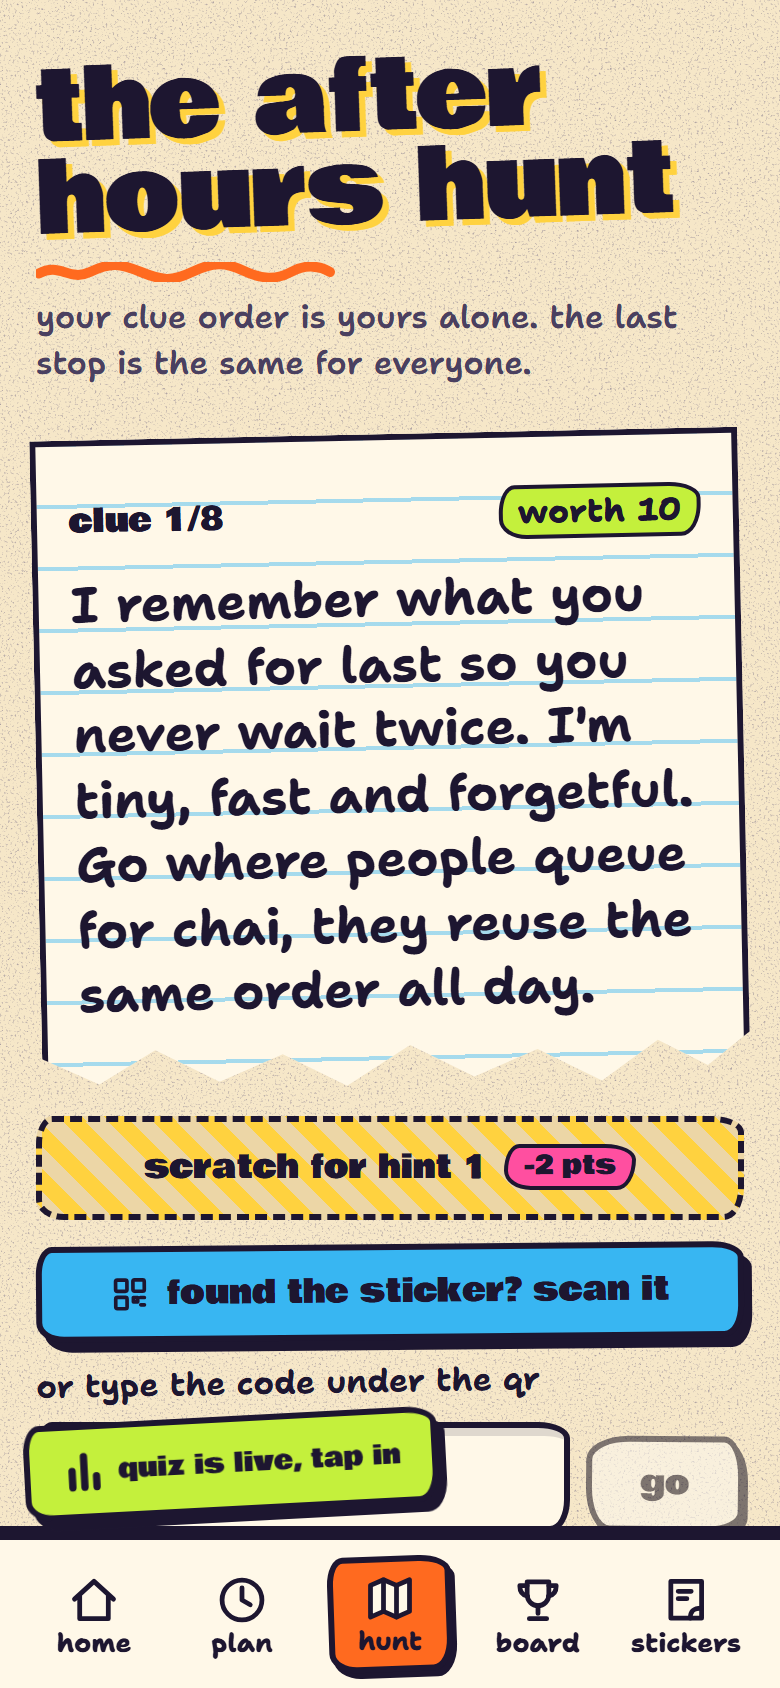 the after
hours hunt
your clue order is yours alone. the last
stop is the same for everyone.
clue 1/8
worth 10
I remember what you
asked for last so you
never wait twice. I'm
tiny, fast and forgetful.
Go where people queue
for chai, they reuse the
same order all day.
scratch for hint 1
-2 pts
found the sticker? scan it
or type the code under the qr
quiz is live, tap in
go
home
plan
hunt
board
stickers